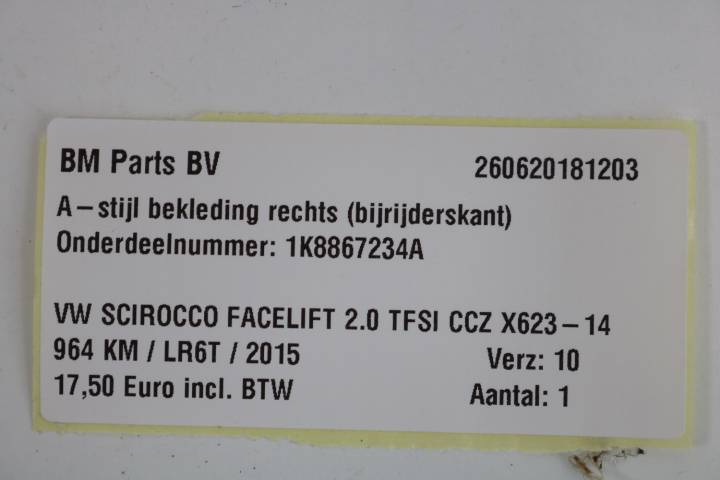 BM Parts BV 260620181203
A-stijl bekleding rechts (bijrijderskant)
Onderdeelnummer: 1K8867234A
VW SCIROCCO FACELIFT 2.0 TFSI CCZ X623-14
964 KM / LR6T / 2015 Verz: 10
17,50 Euro incl. BTW Aantal: 1